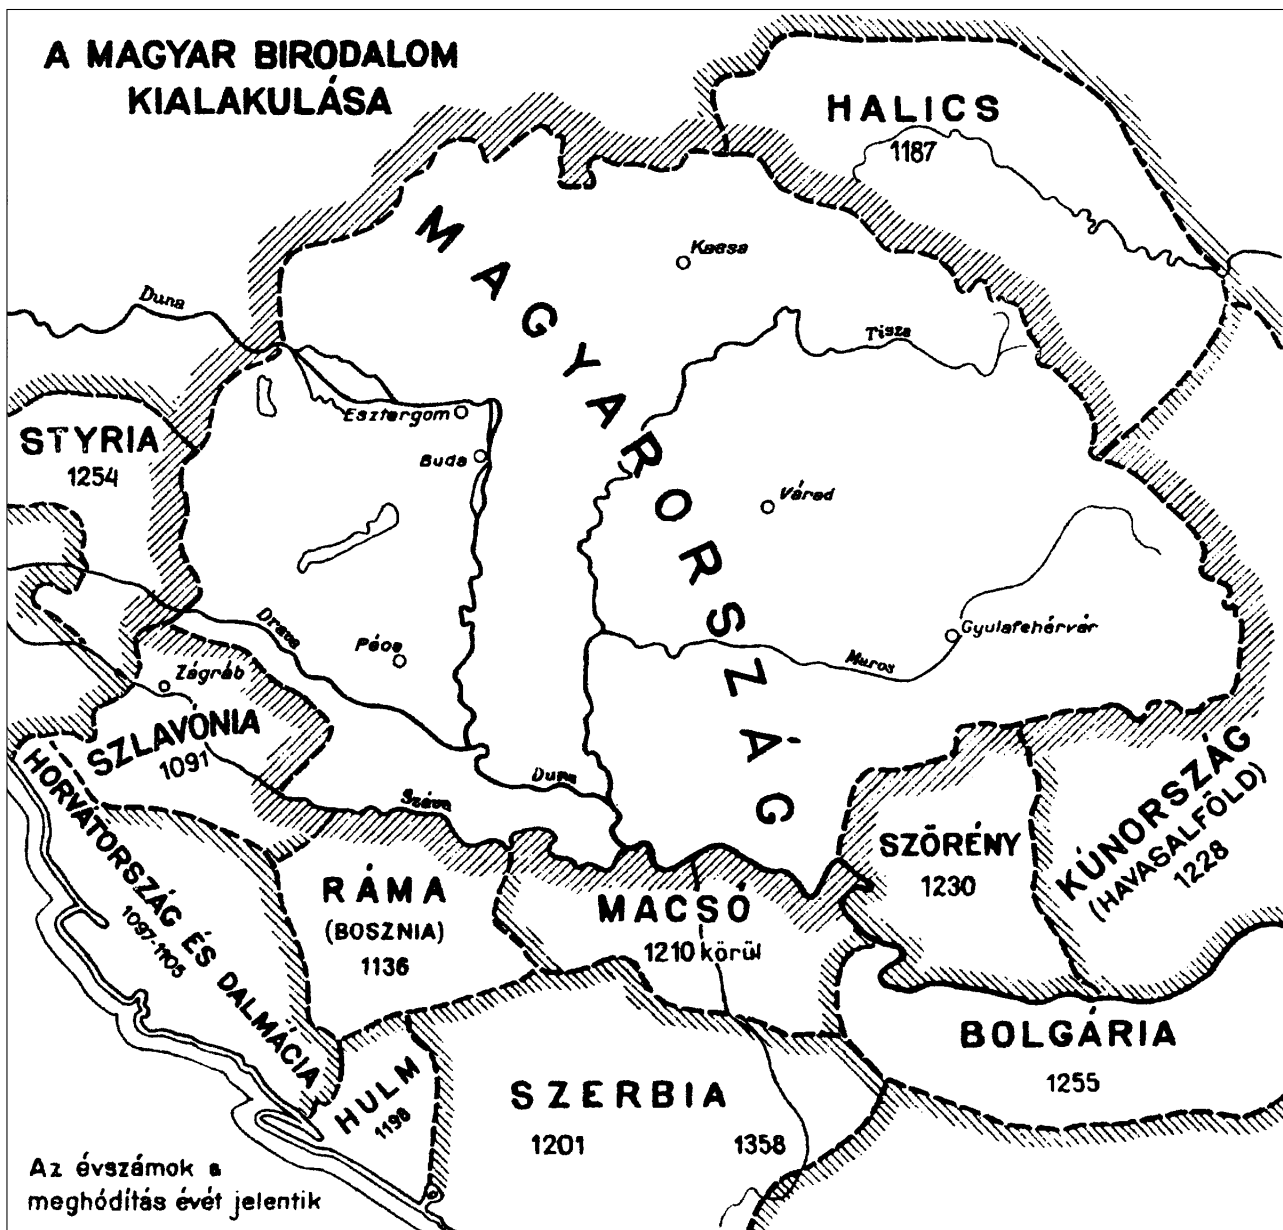 A MAGYAR BIRODALOM
KIALAKULÁSA
HALICS
1187
MAGYARORSZÁG
Kassa
Duna
Tisza
Esztergom
STYRIA
1254
Buda
Várad
Dráva
Pécs
Gyulafehérvár
Maros
Zágráb
SZLAVÓNIA
1091
Duna
Száva
HORVÁTORSZÁG ÉS DALMÁCIA
1097-1105
RÁMA
(BOSZNIA)
1136
MACSÓ
1210 körül
SZÖRÉNY
1230
KÚNORSZÁG
(HAVASALFÖLD)
1228
BOLGÁRIA
1255
HULM
1198
SZERBIA
1201 1358
Az évszámok a
meghódítás évét jelentik